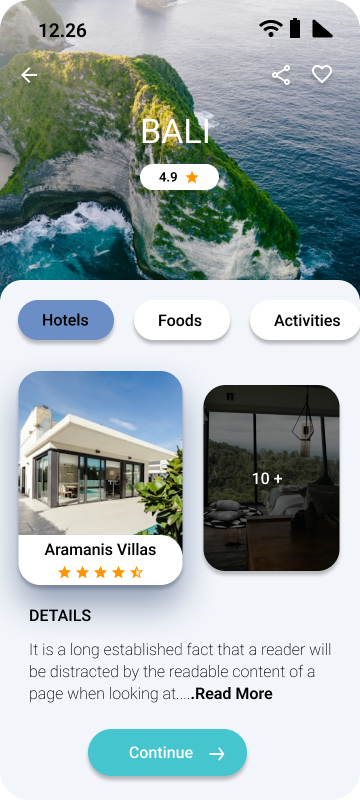 12.26
BALI
4.9
Hotels
Foods
Activities
Aramanis Villas
10 +
DETAILS
It is a long established fact that a reader will
be distracted by the readable content of a
page when looking at.....Read More
Continue